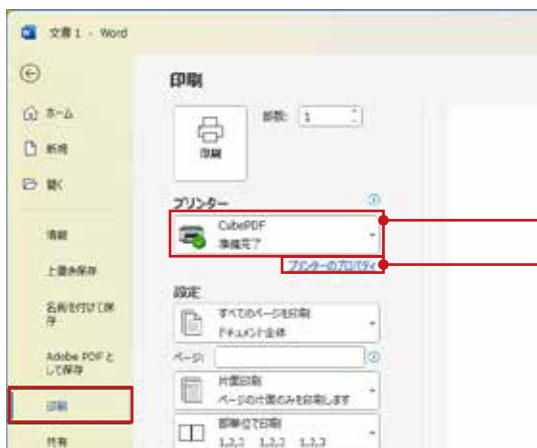 文書 1 - Word
印刷
ホーム
新規
開く
情報
上書き保存
名前を付けて保
存
Adobe PDF と
して保存
印刷
共有
印刷
部数: 1
プリンター
CubePDF
準備完了
プリンターのプロパティ
設定
すべてのページを印刷
ドキュメント全体
ページ:
片面印刷
ページの片面のみを印刷します
部単位で印刷
1,2,3 1,2,3 1,2,3